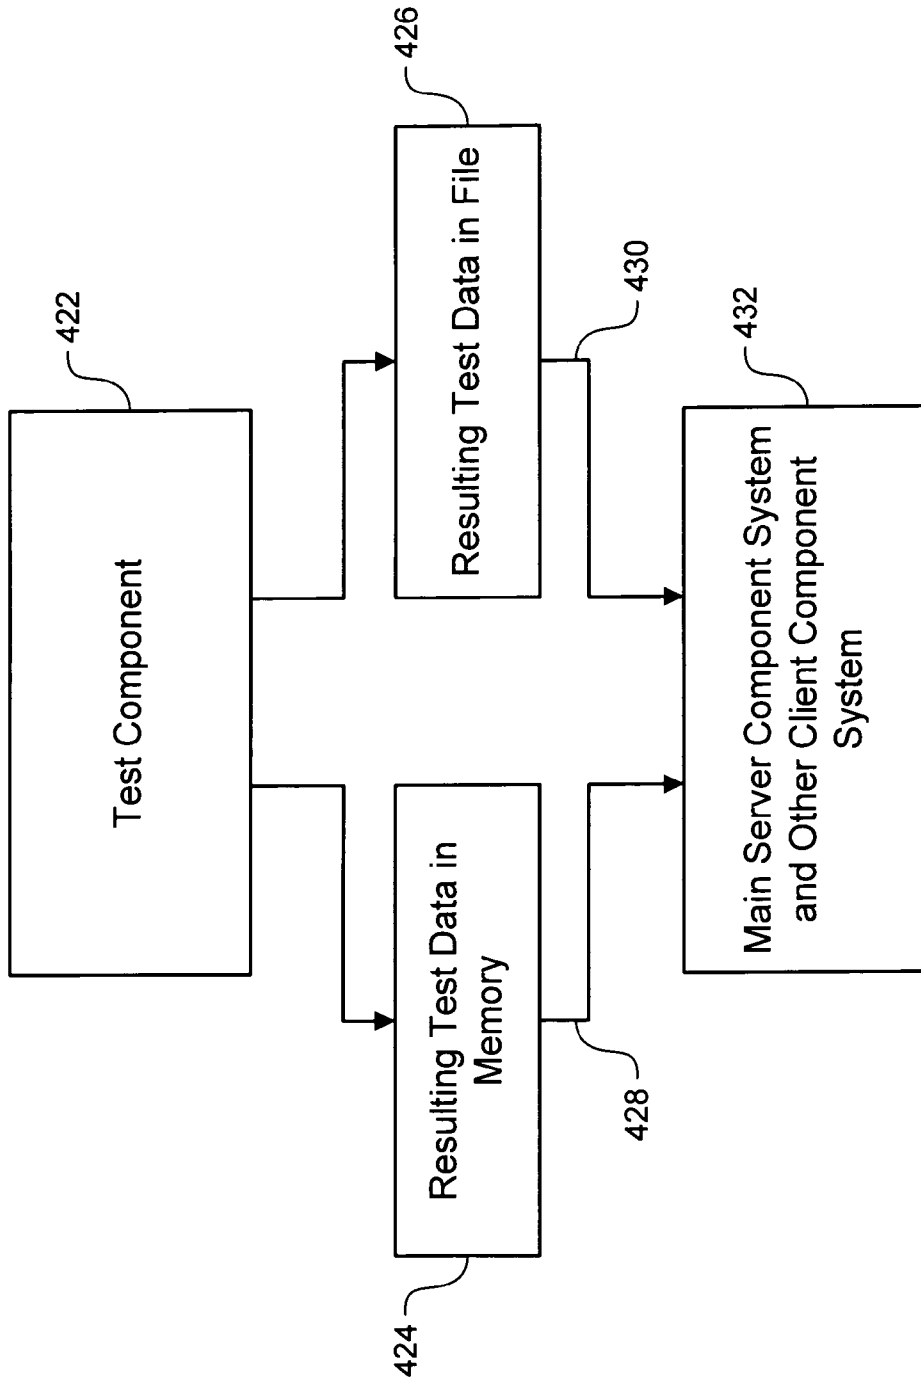 422
Test Component
424
Resulting Test Data in
Memory
426
Resulting Test Data in File
428
430
432
Main Server Component System
and Other Client Component
System